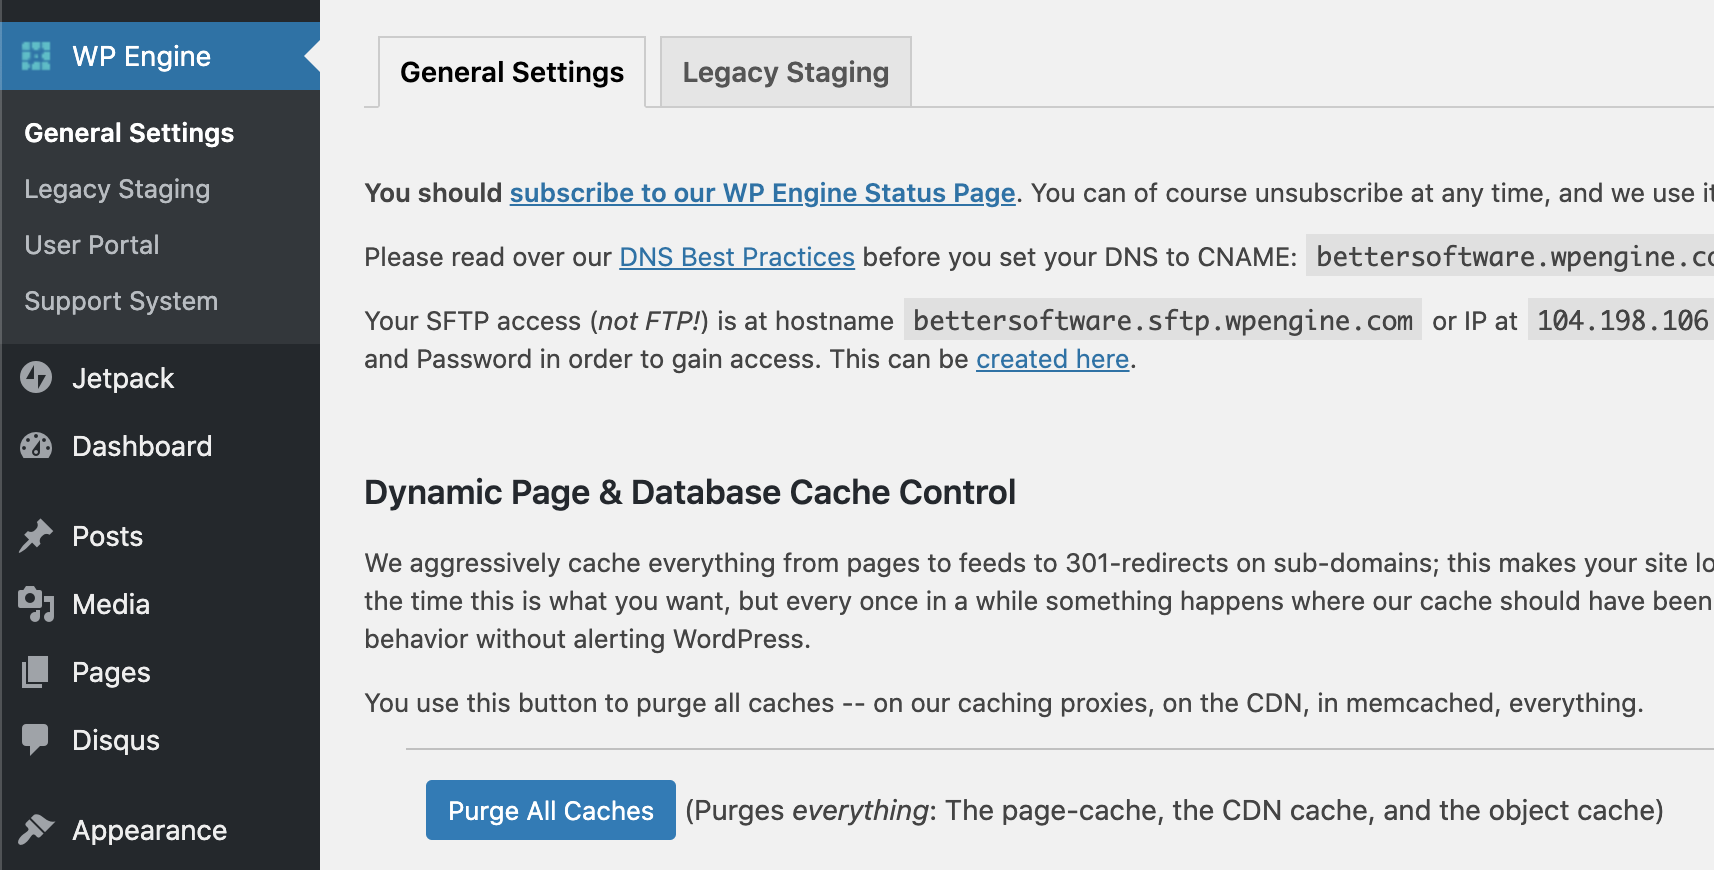 WP Engine
General Settings
Legacy Staging
User Portal
Support System
Jetpack
Dashboard
Posts
Media
Pages
Disqus
Appearance
General Settings
Legacy Staging
You should subscribe to our WP Engine Status Page. You can of course unsubscribe at any time, and we use it
Please read over our DNS Best Practices before you set your DNS to CNAME: bettersoftware.wpengine.co
Your SFTP access (not FTP!) is at hostname bettersoftware.sftp.wpengine.com or IP at 104.198.106
and Password in order to gain access. This can be created here.
Dynamic Page & Database Cache Control
We aggressively cache everything from pages to feeds to 301-redirects on sub-domains; this makes your site lo
the time this is what you want, but every once in a while something happens where our cache should have been
behavior without alerting WordPress.
You use this button to purge all caches -- on our caching proxies, on the CDN, in memcached, everything.
Purge All Caches (Purges everything: The page-cache, the CDN cache, and the object cache)